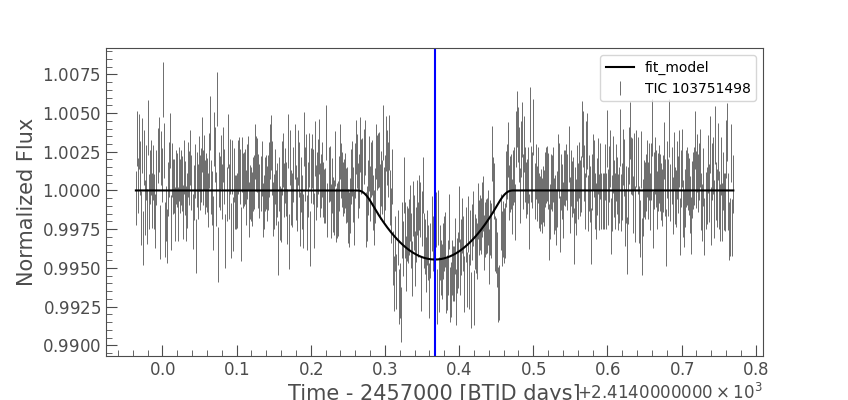 fit_model
TIC 103751498
1.0075
1.0050
1.0025
1.0000
0.9975
0.9950
0.9925
0.9900
Normalized Flux
0.0 0.1 0.2 0.3 0.4 0.5 0.6 0.7 0.8
Time - 2457000 [BTJD days]
+2.4140000000 × 10³